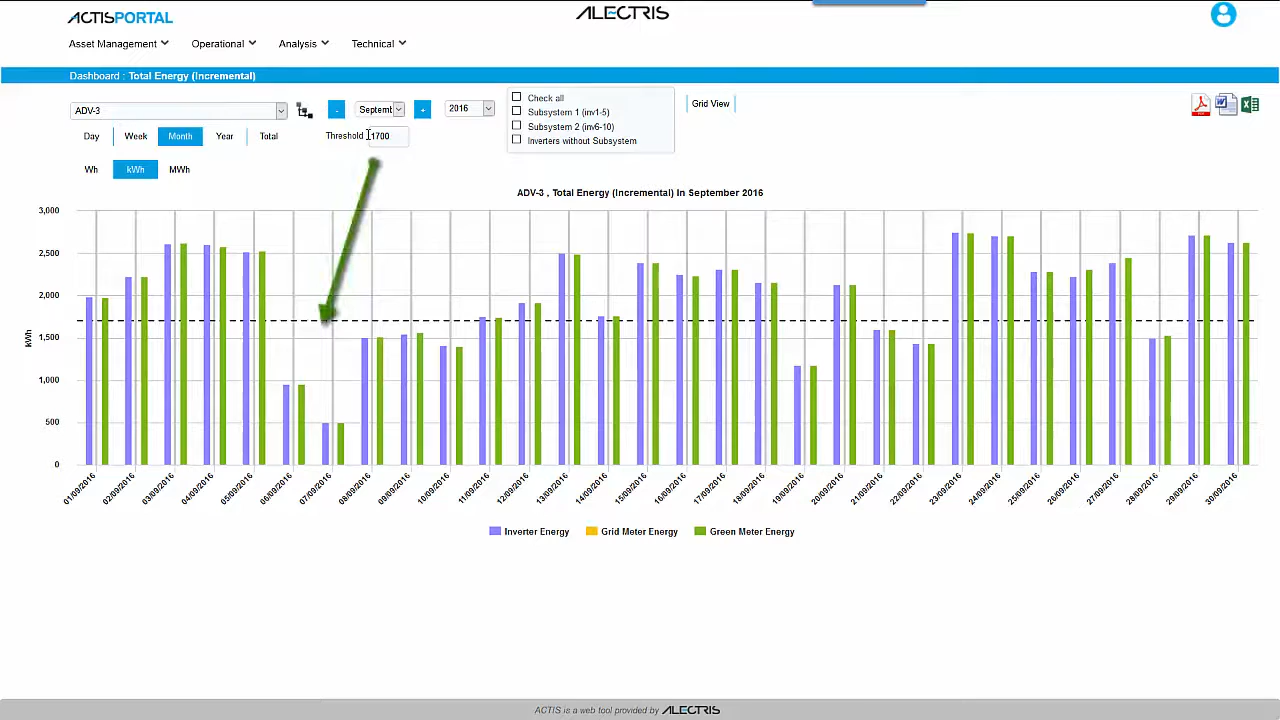 ACTISPORTAL
ALECTRIS
Asset Management Operational Analysis Technical
Dashboard : Total Energy (Incremental)
ADV-3
-
Septemt
+
2016
Check all
Subsystem 1 (inv1-5)
Subsystem 2 (inv6-10)
Inverters without Subsystem
Grid View
Day Week Month Year Total
Threshold 1700
Wh kWh MWh
ADV-3 , Total Energy (Incremental) In September 2016
3,000
2,500
2,000
1,500
1,000
500
0
kWh
01/09/2016 02/09/2016 03/09/2016 04/09/2016 05/09/2016 06/09/2016 07/09/2016 08/09/2016 09/09/2016 10/09/2016 11/09/2016 12/09/2016 13/09/2016 14/09/2016 15/09/2016 16/09/2016 17/09/2016 18/09/2016 19/09/2016 20/09/2016 21/09/2016 22/09/2016 23/09/2016 24/09/2016 25/09/2016 26/09/2016 27/09/2016 28/09/2016 29/09/2016 30/09/2016
Inverter Energy Grid Meter Energy Green Meter Energy
ACTIS is a web tool provided by ALECTRIS